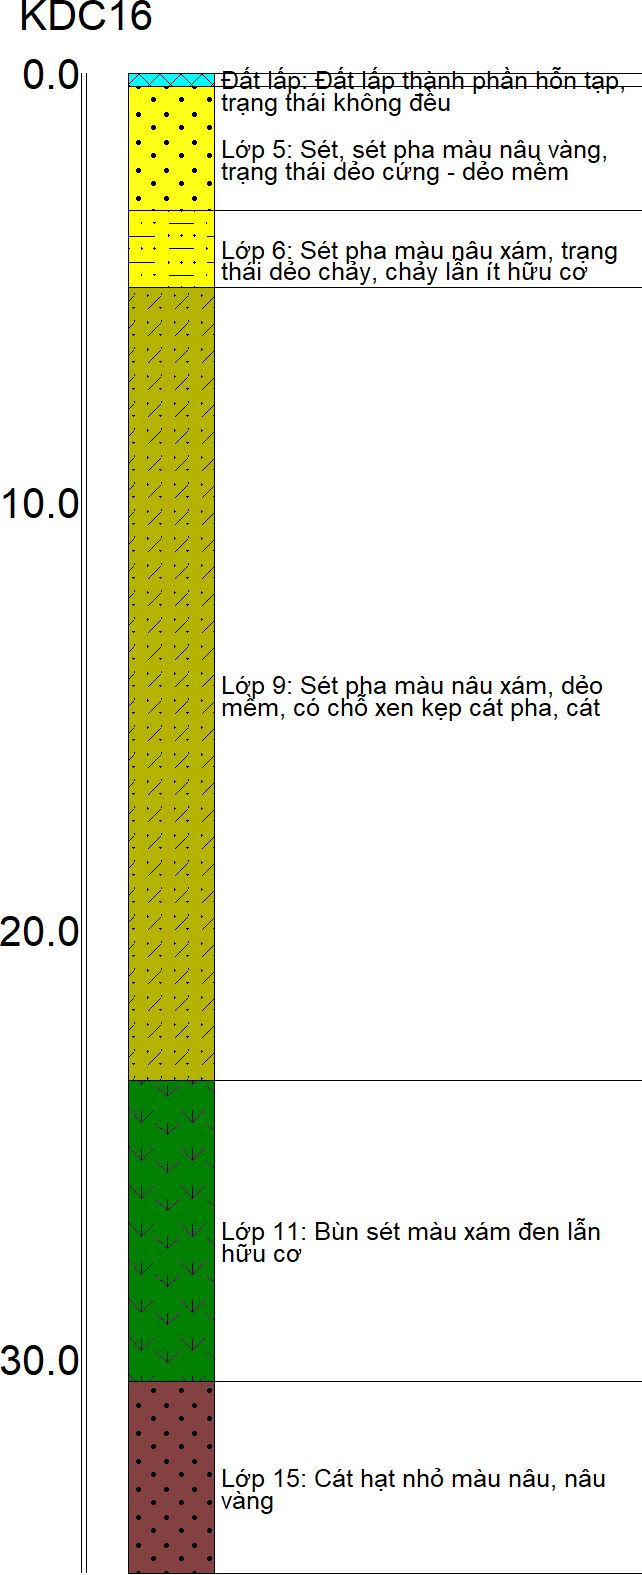 KDC16
0.0
Đất lấp: Đất lấp thành phần hỗn tạp,
trạng thái không đều
Lớp 5: Sét, sét pha màu nâu vàng,
trạng thái dẻo cứng - dẻo mềm
Lớp 6: Sét pha màu nâu xám, trạng
thái dẻo chảy, chảy lẫn ít hữu cơ
10.0
Lớp 9: Sét pha màu nâu xám, dẻo
mềm, có chỗ xen kẹp cát pha, cát
20.0
Lớp 11: Bùn sét màu xám đen lẫn
hữu cơ
30.0
Lớp 15: Cát hạt nhỏ màu nâu, nâu
vàng